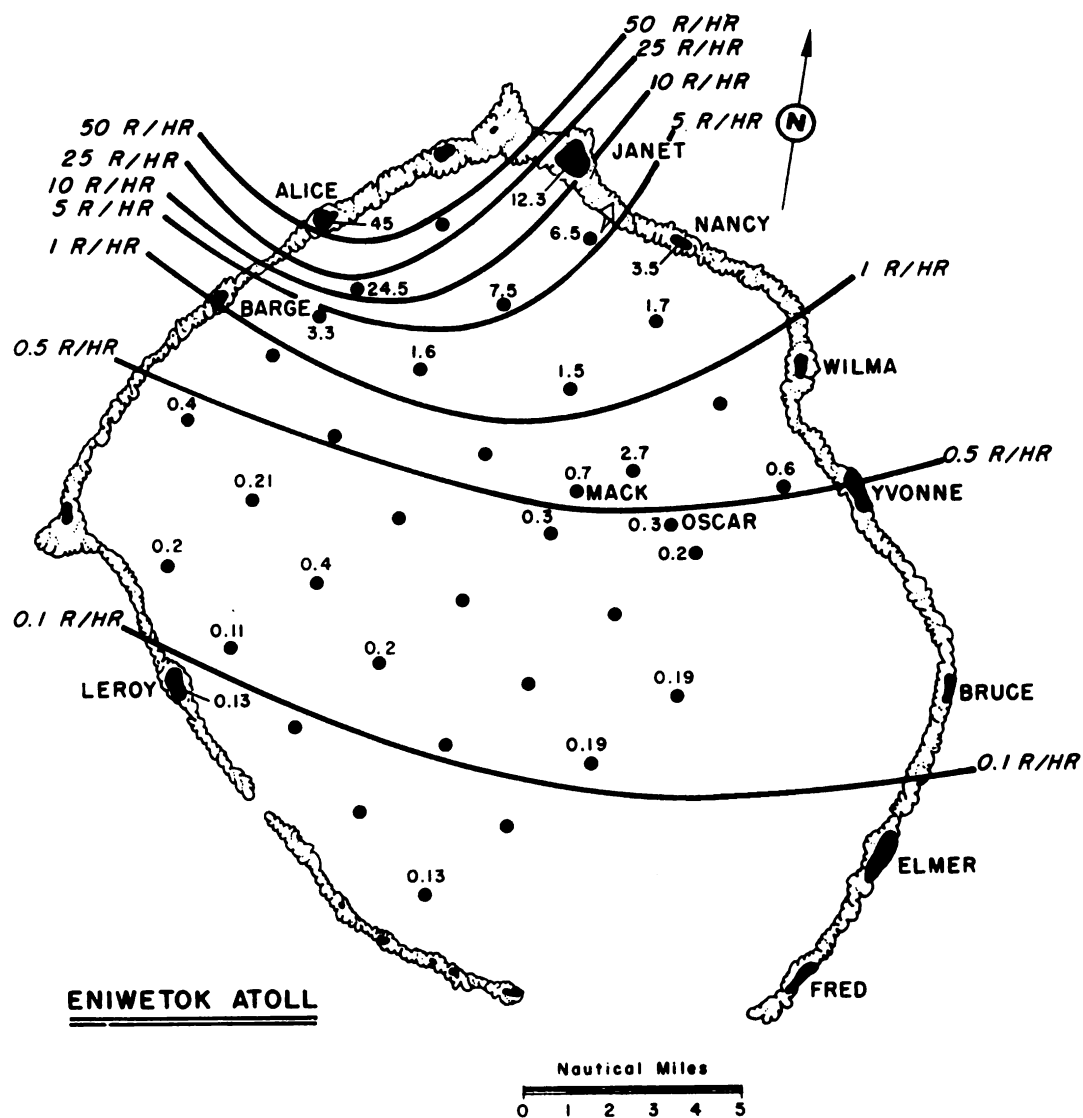 50 R/HR
25 R/HR
10 R/HR
5 R/HR
N
50 R/HR
25 R/HR
10 R/HR
5 R/HR
1 R/HR
JANET
ALICE
12.3
45
NANCY
6.5
3.5
1 R/HR
24.5
7.5
BARGE
3.3
1.7
0.5 R/HR
1.6
1.5
WILMA
0.4
2.7
0.5 R/HR
0.7
MACK
0.6
YVONNE
0.21
0.3
0.3
OSCAR
0.2
0.2
0.4
0.1 R/HR
0.11
0.2
LEROY
0.13
0.19
BRUCE
0.19
0.1 R/HR
ELMER
0.13
FRED
ENIWETOK ATOLL
Nautical Miles
0 1 2 3 4 5